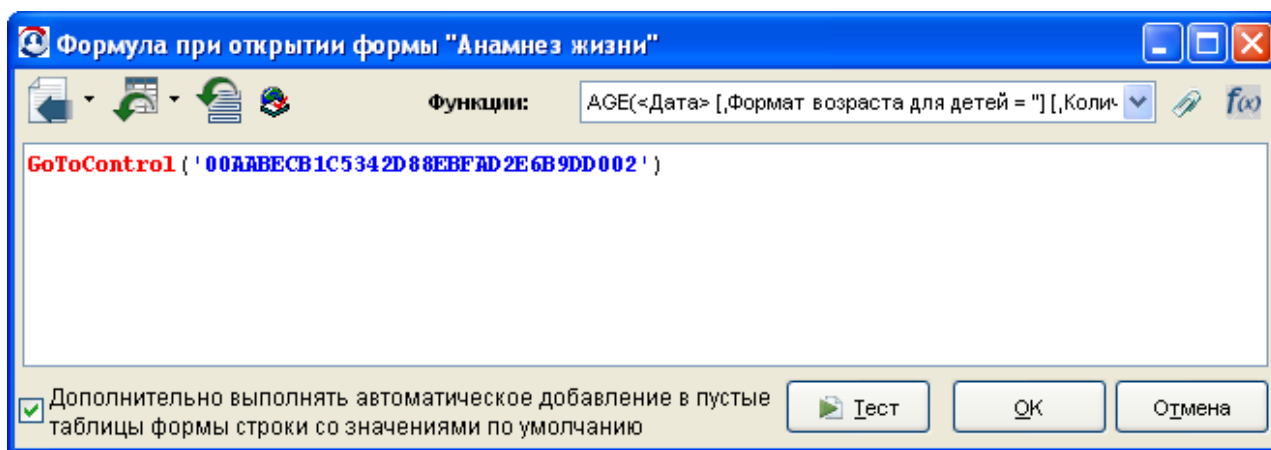 Формула при открытии формы "Анамнез жизни"
Функции: AGE(<Дата> [,Формат возраста для детей = ''] [,Колич
f(x)
GoToControl('00AABECB1C5342D88EBFAD2E6B9DD002')
Дополнительно выполнять автоматическое добавление в пустые
таблицы формы строки со значениями по умолчанию
Тест OK Отмена